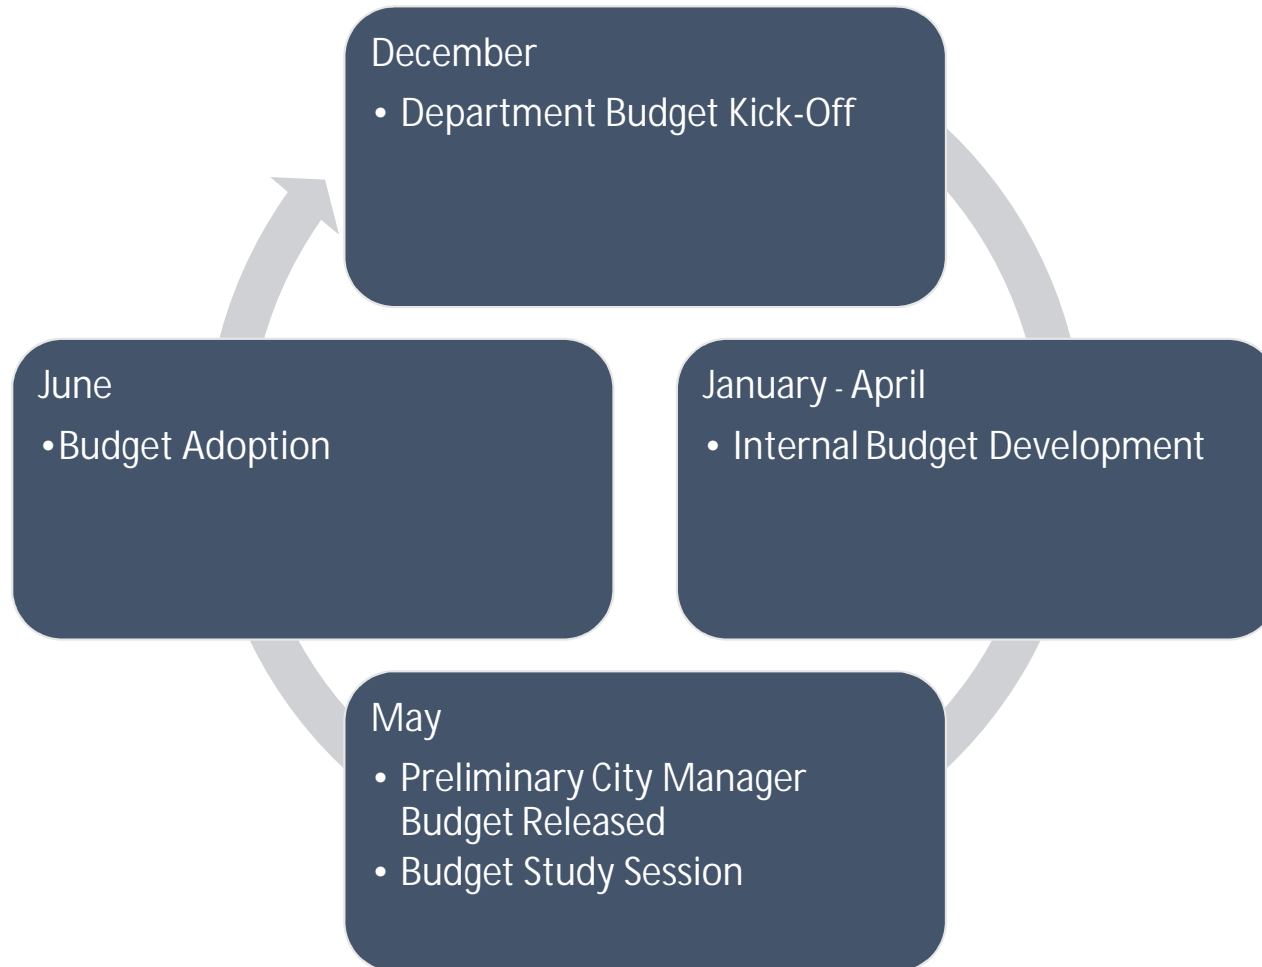 December
• Department Budget Kick-Off
January - April
• Internal Budget Development
May
• Preliminary City Manager
Budget Released
• Budget Study Session
June
•Budget Adoption